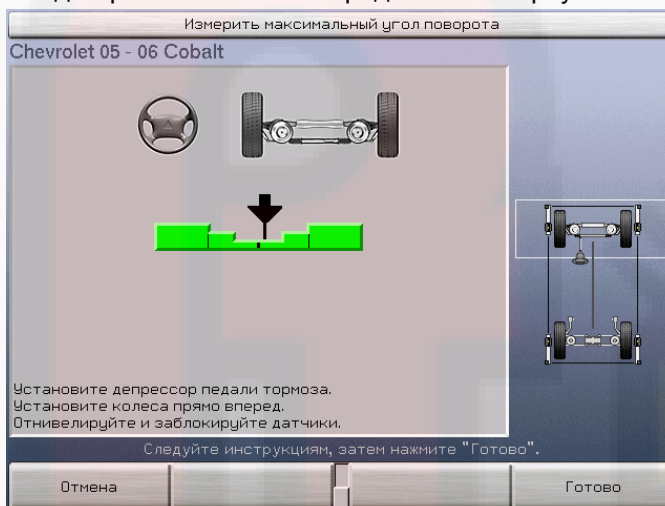 Измерить максимальный угол поворота
Chevrolet 05 - 06 Cobalt
Установите депрессор педали тормоза.
Установите колеса прямо вперед.
Отнивелируйте и заблокируйте датчики.
Следуйте инструкциям, затем нажмите "Готово".
Отмена
Готово